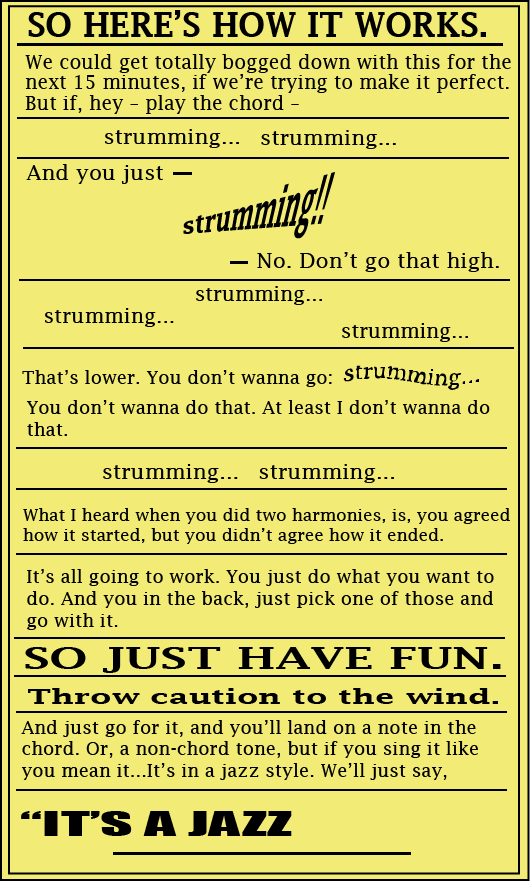 SO HERE’S HOW IT WORKS.
We could get totally bogged down with this for the
next 15 minutes, if we’re trying to make it perfect.
But if, hey – play the chord –
strumming... strumming...
And you just —
strumming!!
— No. Don’t go that high.
strumming...
strumming...
strumming...
That’s lower. You don’t wanna go: strumming...
You don’t wanna do that. At least I don’t wanna do
that.
strumming... strumming...
What I heard when you did two harmonies, is, you agreed
how it started, but you didn’t agree how it ended.
It’s all going to work. You just do what you want to
do. And you in the back, just pick one of those and
go with it.
SO JUST HAVE FUN.
Throw caution to the wind.
And just go for it, and you’ll land on a note in the
chord. Or, a non-chord tone, but if you sing it like
you mean it...It’s in a jazz style. We’ll just say,
“IT’S A JAZZ